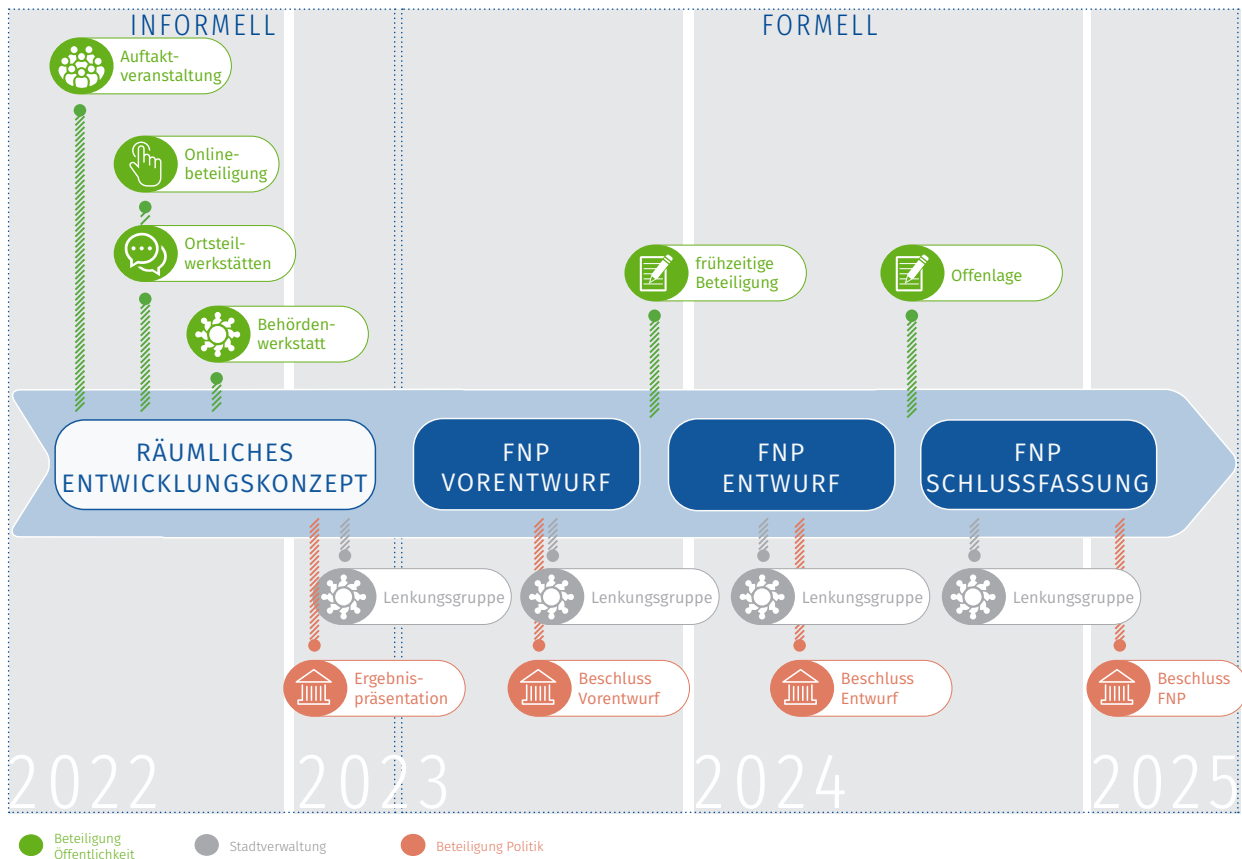 INFORMELL
FORMELL
Auftakt-
veranstaltung
Online-
beteiligung
Ortsteil-
werkstätten
Behörden-
werkstatt
frühzeitige
Beteiligung
Offenlage
RÄUMLICHES
ENTWICKLUNGSKONZEPT
FNP
VORENTWURF
FNP
ENTWURF
FNP
SCHLUSSFASSUNG
Lenkungsgruppe
Lenkungsgruppe
Lenkungsgruppe
Lenkungsgruppe
Ergebnis-
präsentation
Beschluss
Vorentwurf
Beschluss
Entwurf
Beschluss
FNP
2022
2023
2024
2025
Beteiligung
Öffentlichkeit
Stadtverwaltung
Beteiligung Politik